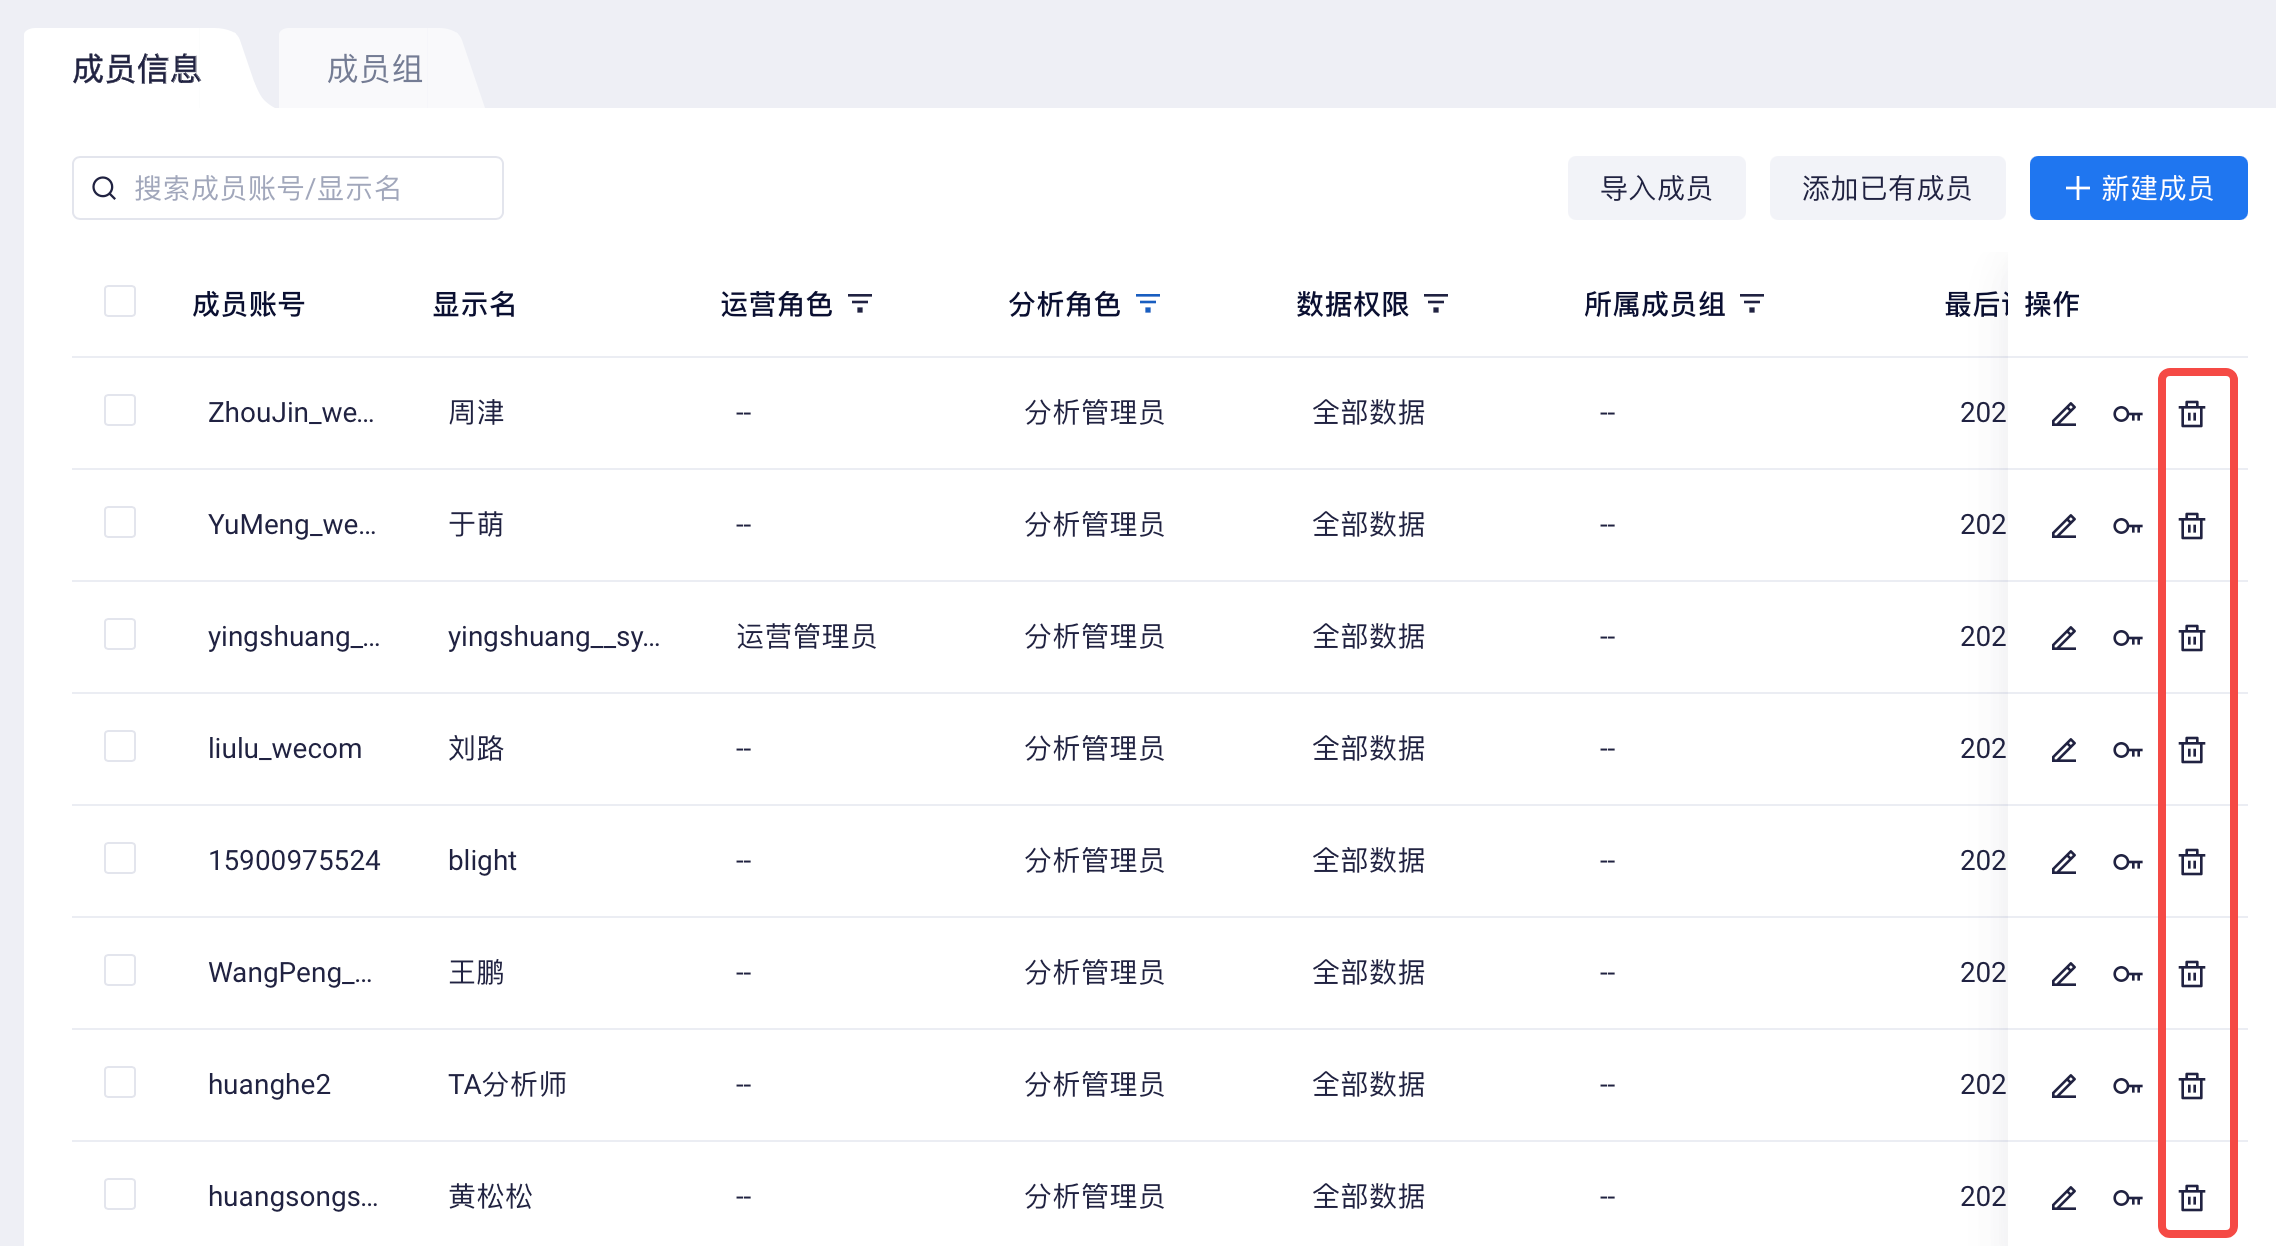 成员信息 成员组
搜索成员账号/显示名 导入成员 添加已有成员 + 新建成员
成员账号 显示名 运营角色 分析角色 数据权限 所属成员组 最后 操作
ZhouJin_we... 周津 -- 分析管理员 全部数据 -- 202
YuMeng_we... 于萌 -- 分析管理员 全部数据 -- 202
yingshuang_... yingshuang__sy... 运营管理员 分析管理员 全部数据 -- 202
liulu_wecom 刘路 -- 分析管理员 全部数据 -- 202
15900975524 blight -- 分析管理员 全部数据 -- 202
WangPeng_... 王鹏 -- 分析管理员 全部数据 -- 202
huanghe2 TA分析师 -- 分析管理员 全部数据 -- 202
huangsongs... 黄松松 -- 分析管理员 全部数据 -- 202